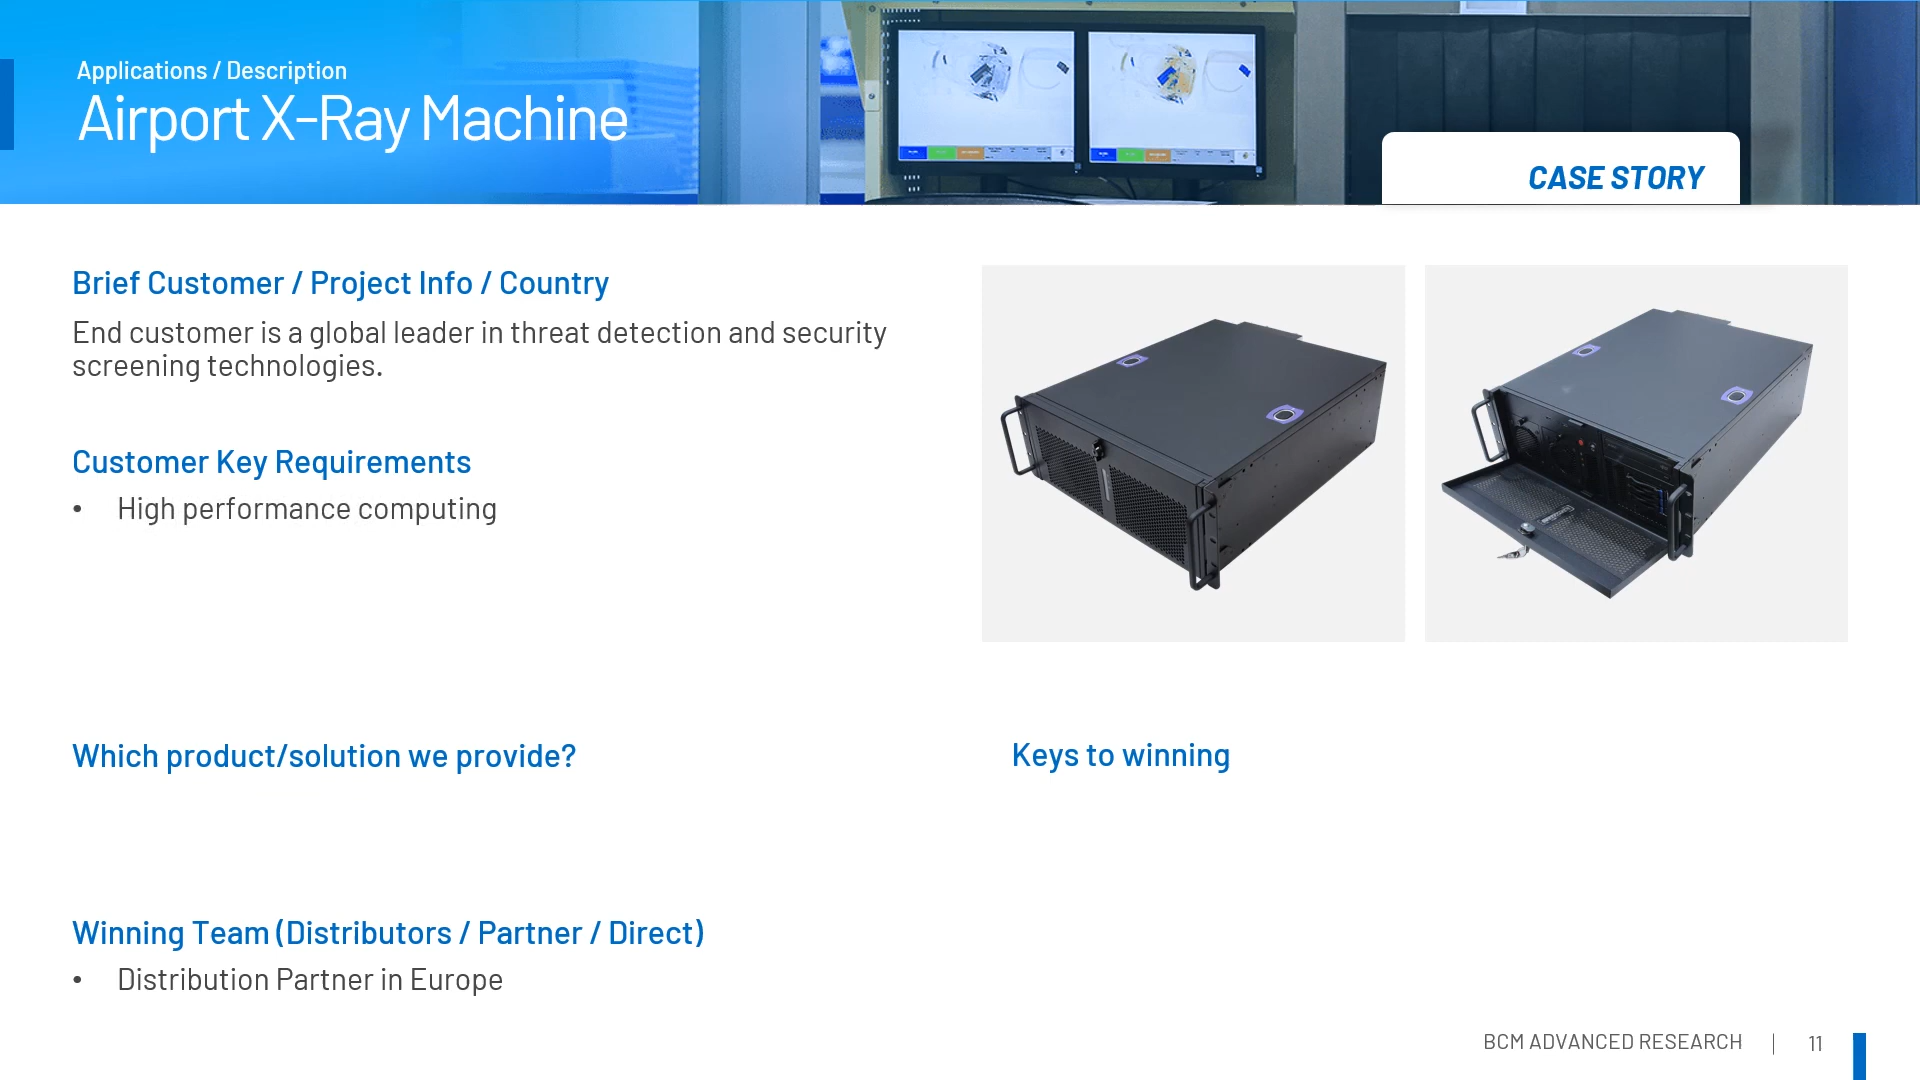 Applications / Description
Airport X-Ray Machine
CASE STORY
Brief Customer / Project Info / Country
End customer is a global leader in threat detection and security
screening technologies.
Customer Key Requirements
• High performance computing
Which product/solution we provide?
Keys to winning
Winning Team (Distributors / Partner / Direct)
• Distribution Partner in Europe
BCM ADVANCED RESEARCH | 11